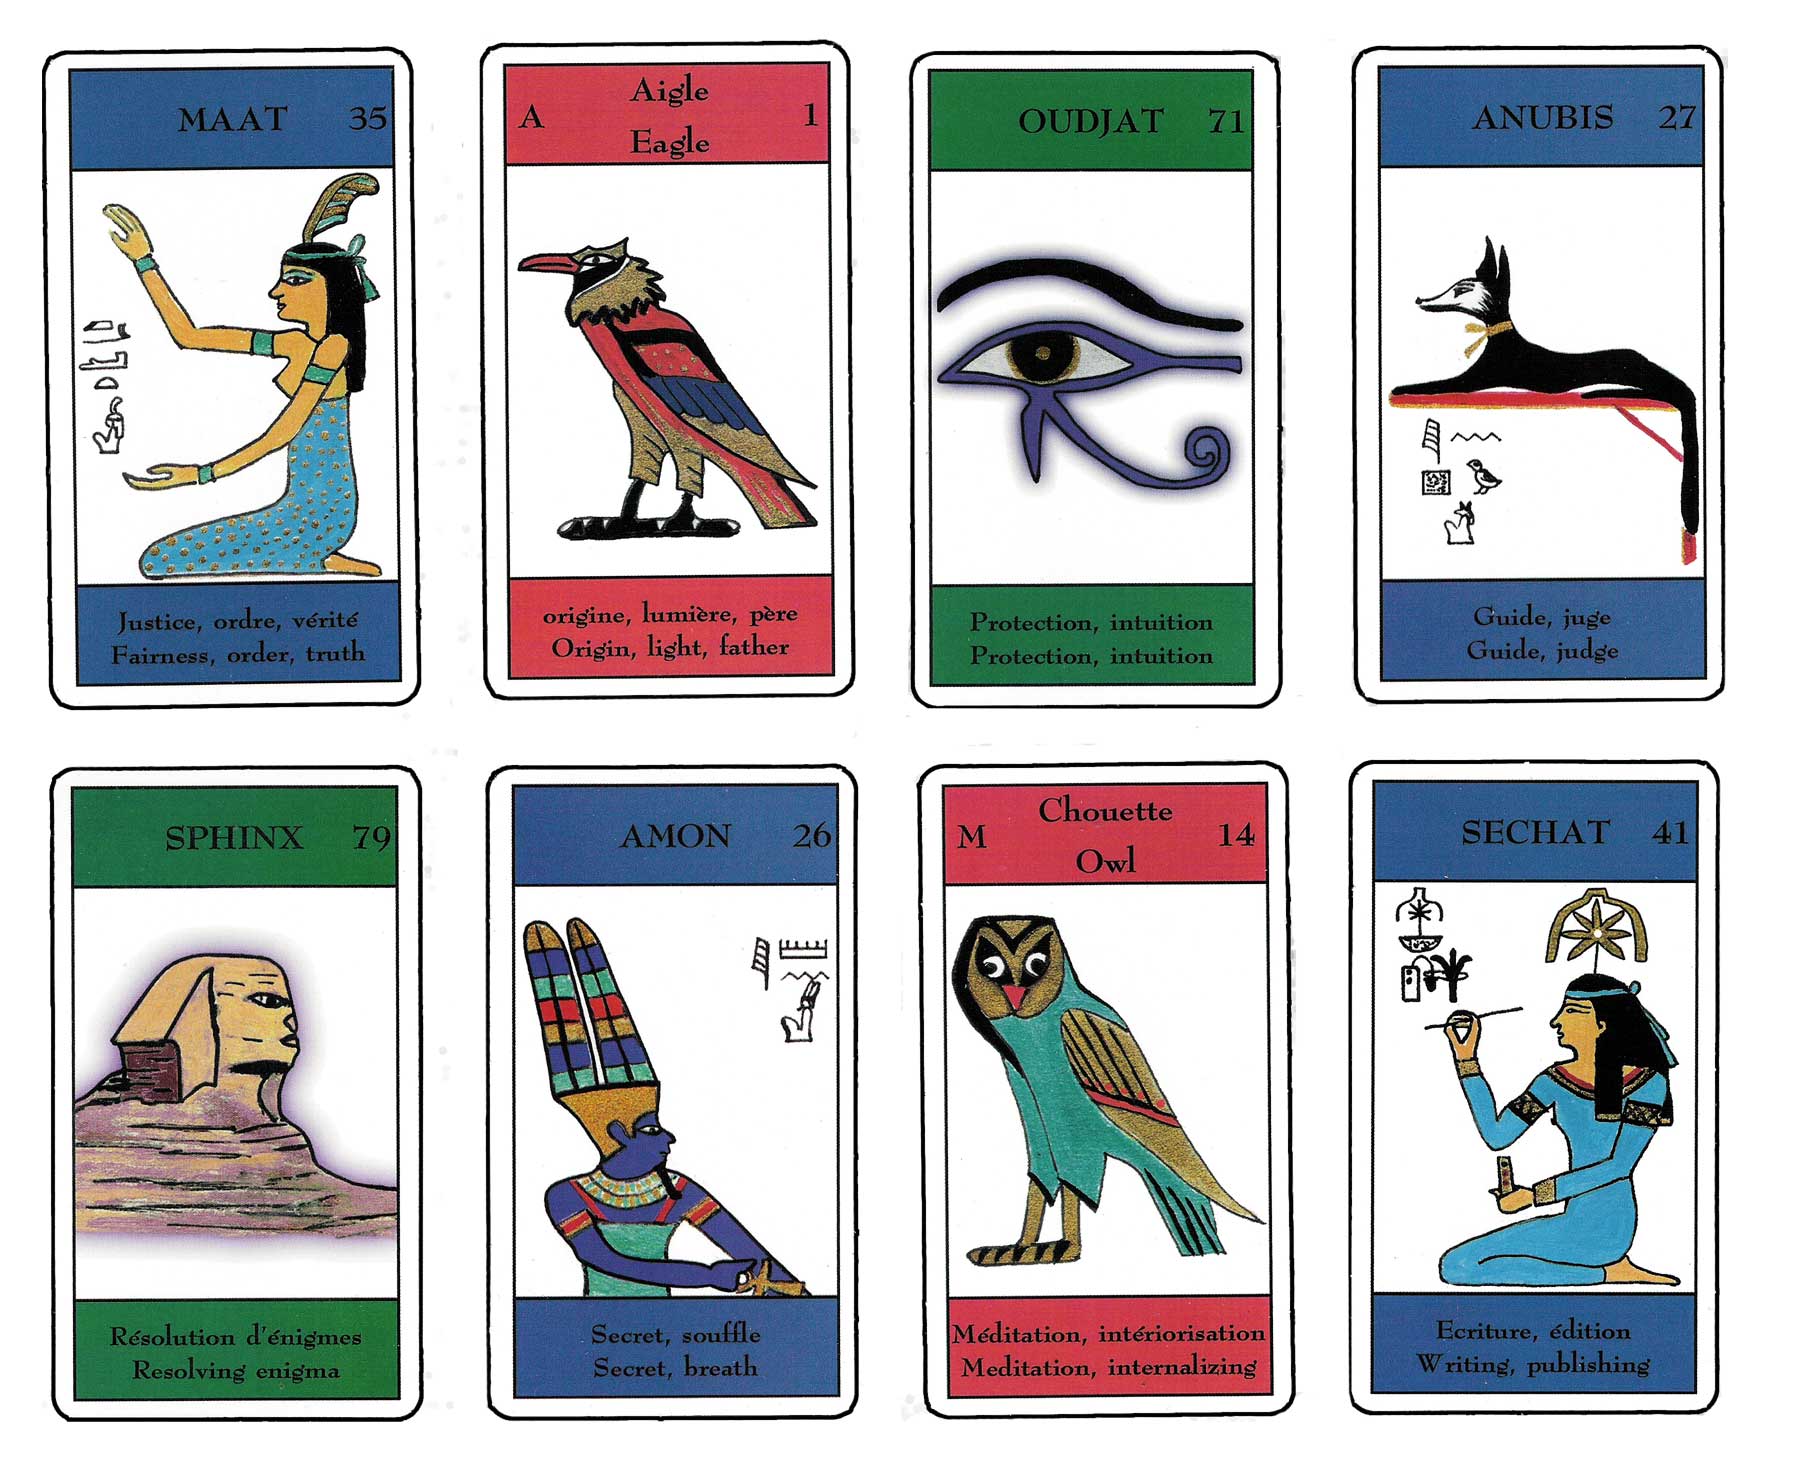 MAAT 35
Justice, ordre, vérité
Fairness, order, truth
Aigle
A 1
Eagle
origine, lumière, père
Origin, light, father
OUDJAT 71
Protection, intuition
Protection, intuition
ANUBIS 27
Guide, juge
Guide, judge
SPHINX 79
Résolution d'énigmes
Resolving enigma
AMON 26
Secret, souffle
Secret, breath
Chouette
M 14
Owl
Méditation, intériorisation
Meditation, internalizing
SECHAT 41
Ecriture, édition
Writing, publishing